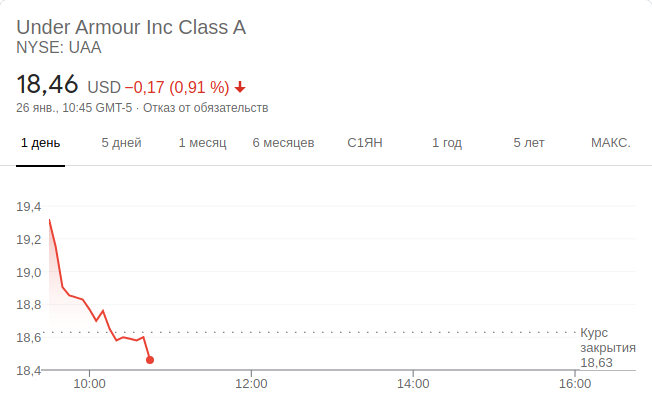 Under Armour Inc Class A
NYSE: UAA
18,46 USD −0,17 (0,91 %)
26 янв., 10:45 GMT-5 · Отказ от обязательств
1 день 5 дней 1 месяц 6 месяцев С1ЯН 1 год 5 лет МАКС.
19,4
19,2
19,0
18,8
18,6
18,4
Курс
закрытия
18,63
10:00 12:00 14:00 16:00